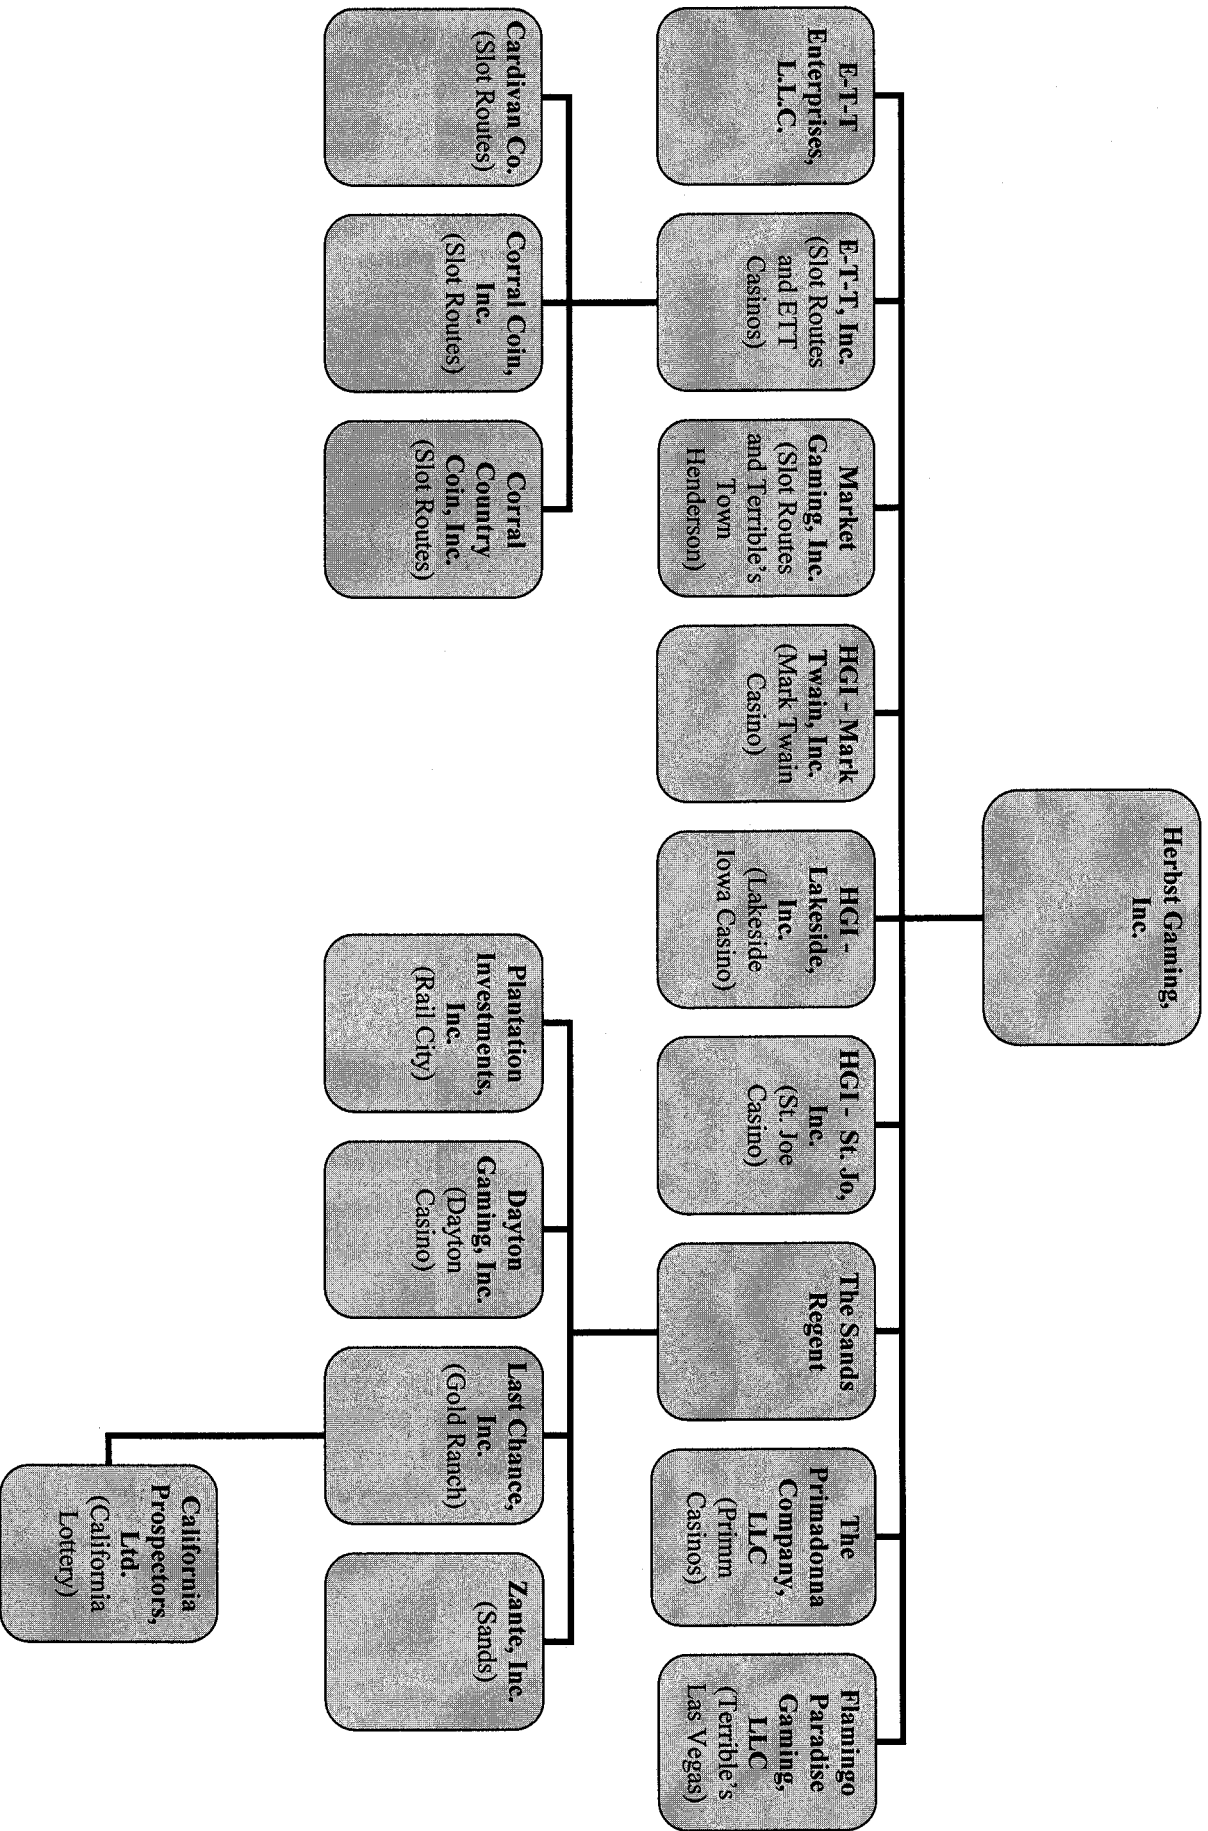 Herbst Gaming,
Inc.
E-T-T
Enterprises,
L.L.C.
E-T-T, Inc.
(Slot Routes
and ETT
Casinos)
Market
Gaming, Inc.
(Slot Routes
and Terrible's
Town
Henderson)
HGI - Mark
Twain, Inc.
(Mark Twain
Casino)
HGI -
Lakeside,
Inc.
(Lakeside
Iowa Casino)
HGI - St. Jo,
Inc.
(St. Joe
Casino)
The Sands
Regent
The
Primadonna
Company,
LLC
(Primm
Casinos)
Flamingo
Paradise
Gaming,
LLC
(Terrible's
Las Vegas)
Cardivan Co.
(Slot Routes)
Corral Coin,
Inc.
(Slot Routes)
Corral
Country
Coin, Inc.
(Slot Routes)
Plantation
Investments,
Inc.
(Rail City)
Dayton
Gaming, Inc.
(Dayton
Casino)
Last Chance,
Inc.
(Gold Ranch)
Zante, Inc.
(Sands)
California
Prospectors,
Ltd.
(California
Lottery)